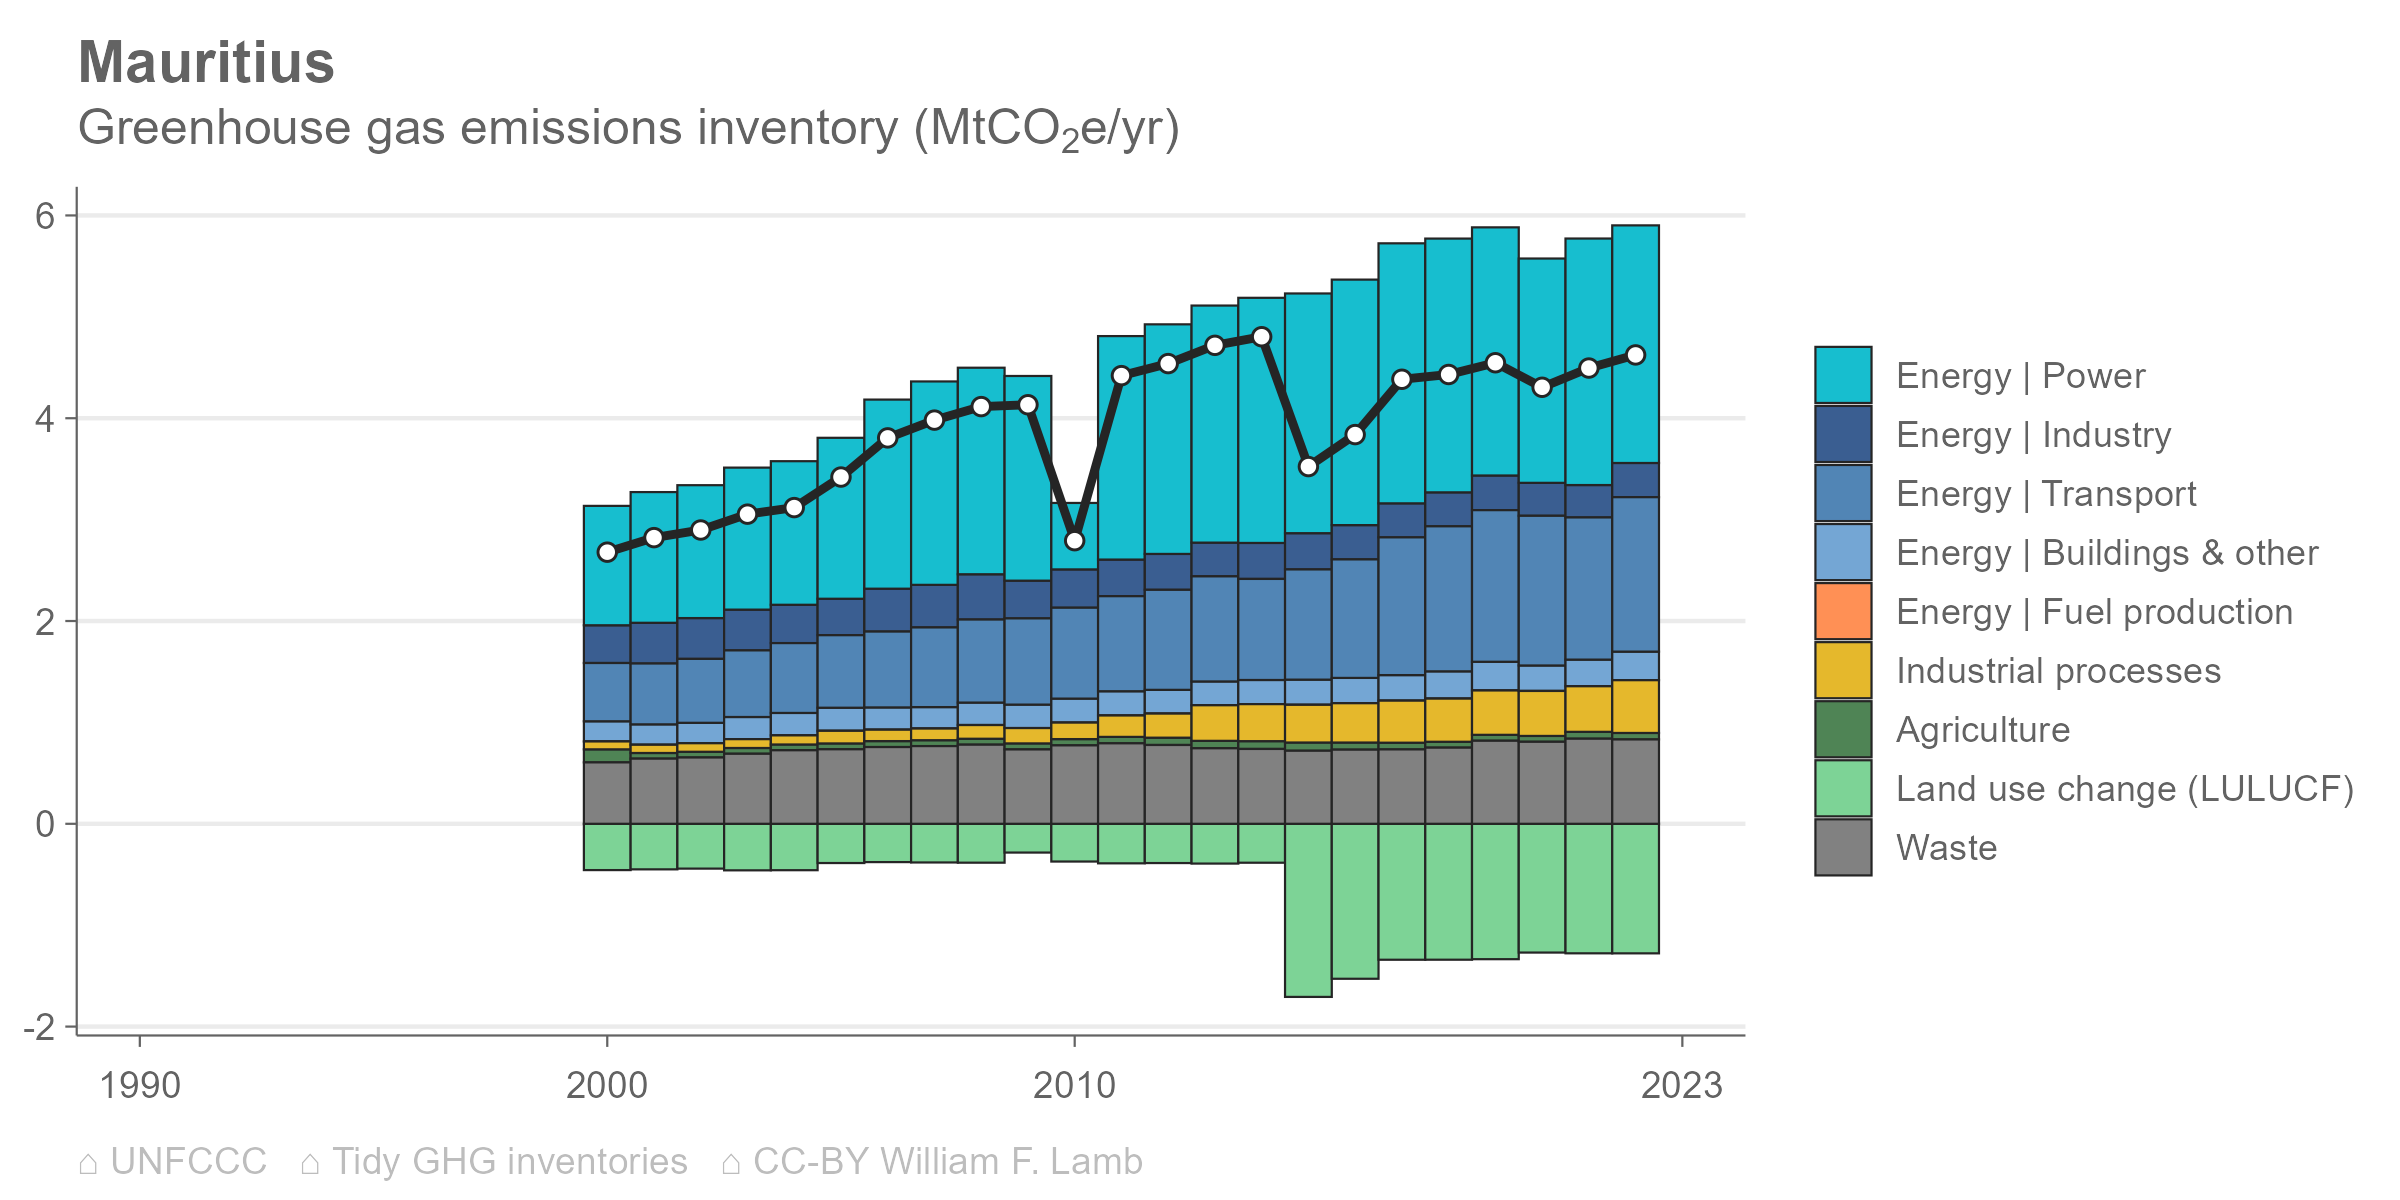 Mauritius
Greenhouse gas emissions inventory (MtCO₂e/yr)
6
4
2
0
-2
1990
2000
2010
2023
Energy | Power
Energy | Industry
Energy | Transport
Energy | Buildings & other
Energy | Fuel production
Industrial processes
Agriculture
Land use change (LULUCF)
Waste
⌂ UNFCCC ⌂ Tidy GHG inventories ⌂ CC-BY William F. Lamb